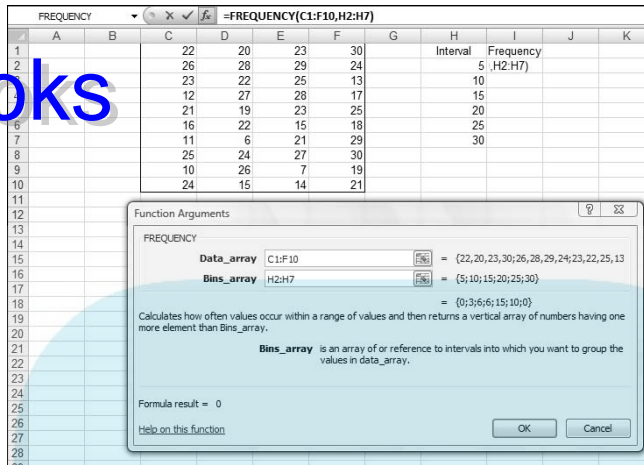 FREQUENCY =FREQUENCY(C1:F10,H2:H7)
A B C D E F G H I J K
1 22 20 23 30 Interval Frequency
2 26 28 29 24 5 ,H2:H7)
23 22 25 13 10
12 27 28 17 15
21 19 23 25 20
6 16 22 15 18 25
7 11 6 21 29 30
8 25 24 27 30
9 10 26 7 19
10 24 15 14 21
oks
11
12
13
14
15
16
17
18
19
20
21
22
23
24
25
26
27
28
Function Arguments
FREQUENCY
Data_array C1:F10 = {22,20,23,30;26,28,29,24;23,22,25,13
Bins_array H2:H7 = {5;10;15;20;25;30}
= {0;3;6;6;15;10;0}
Calculates how often values occur within a range of values and then returns a vertical array of numbers having one
more element than Bins_array.
Bins_array is an array of or reference to intervals into which you want to group the
values in data_array.
Formula result = 0
Help on this function
OK Cancel